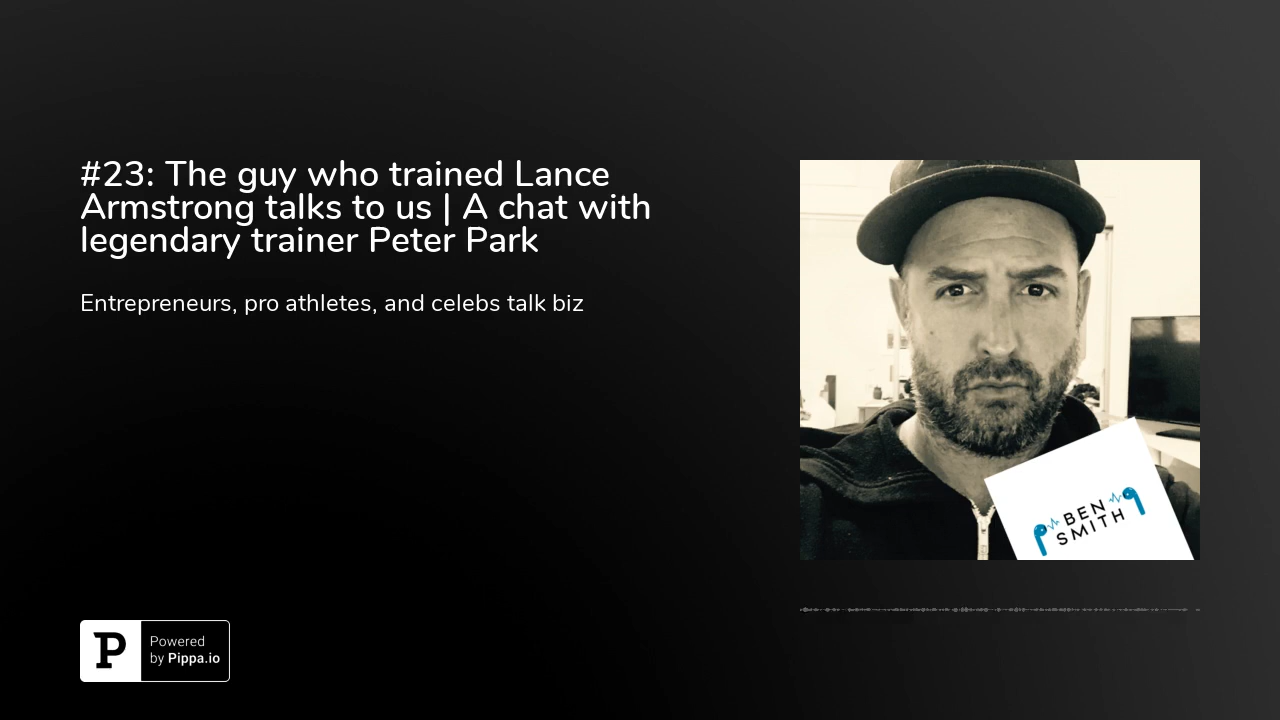 #23: The guy who trained Lance
Armstrong talks to us | A chat with
legendary trainer Peter Park
Entrepreneurs, pro athletes, and celebs talk biz
BEN
SMITH
P
Powered
by Pippa.io